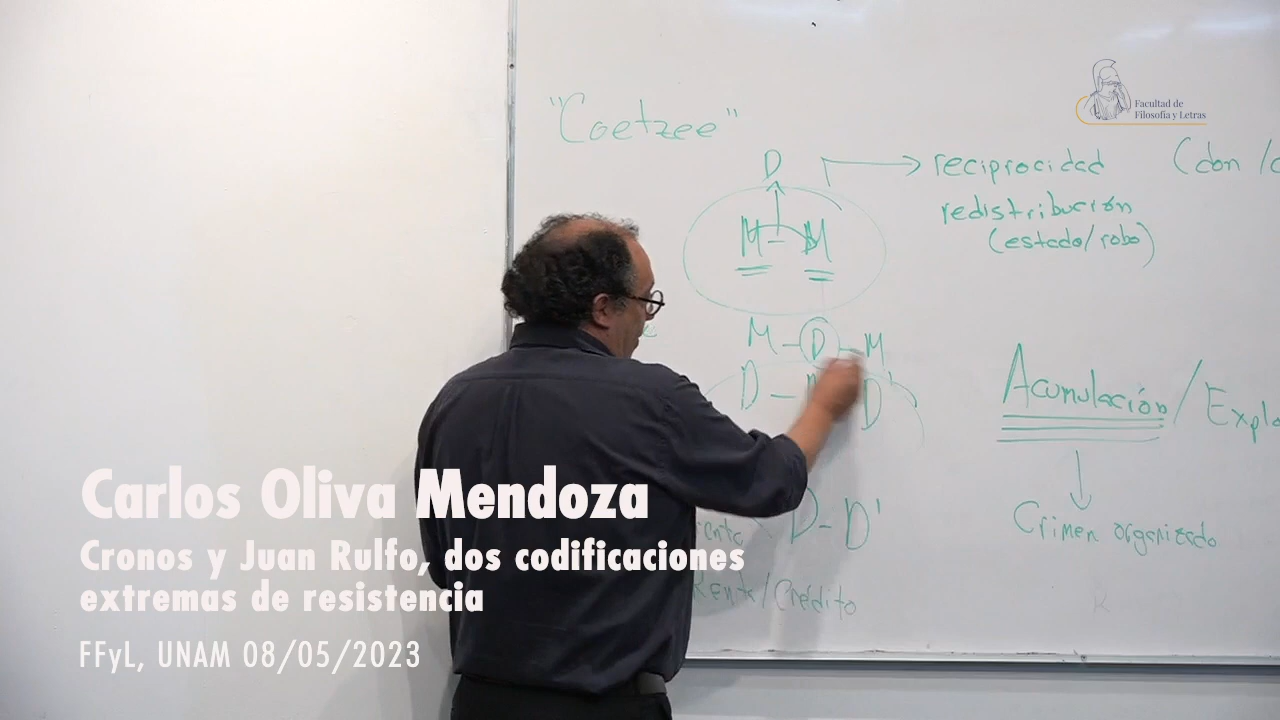 "Coetzee"
Facultad de
Filosofía y Letras
D
reciprocidad (don /
redistribución
(estado/robo)
M - M
M - D - M
D - D'
Acumulación / Explo
D - D'
Crimen organizado
Renta/Crédito
Carlos Oliva Mendoza
Cronos y Juan Rulfo, dos codificaciones
extremas de resistencia
FFyL, UNAM 08/05/2023